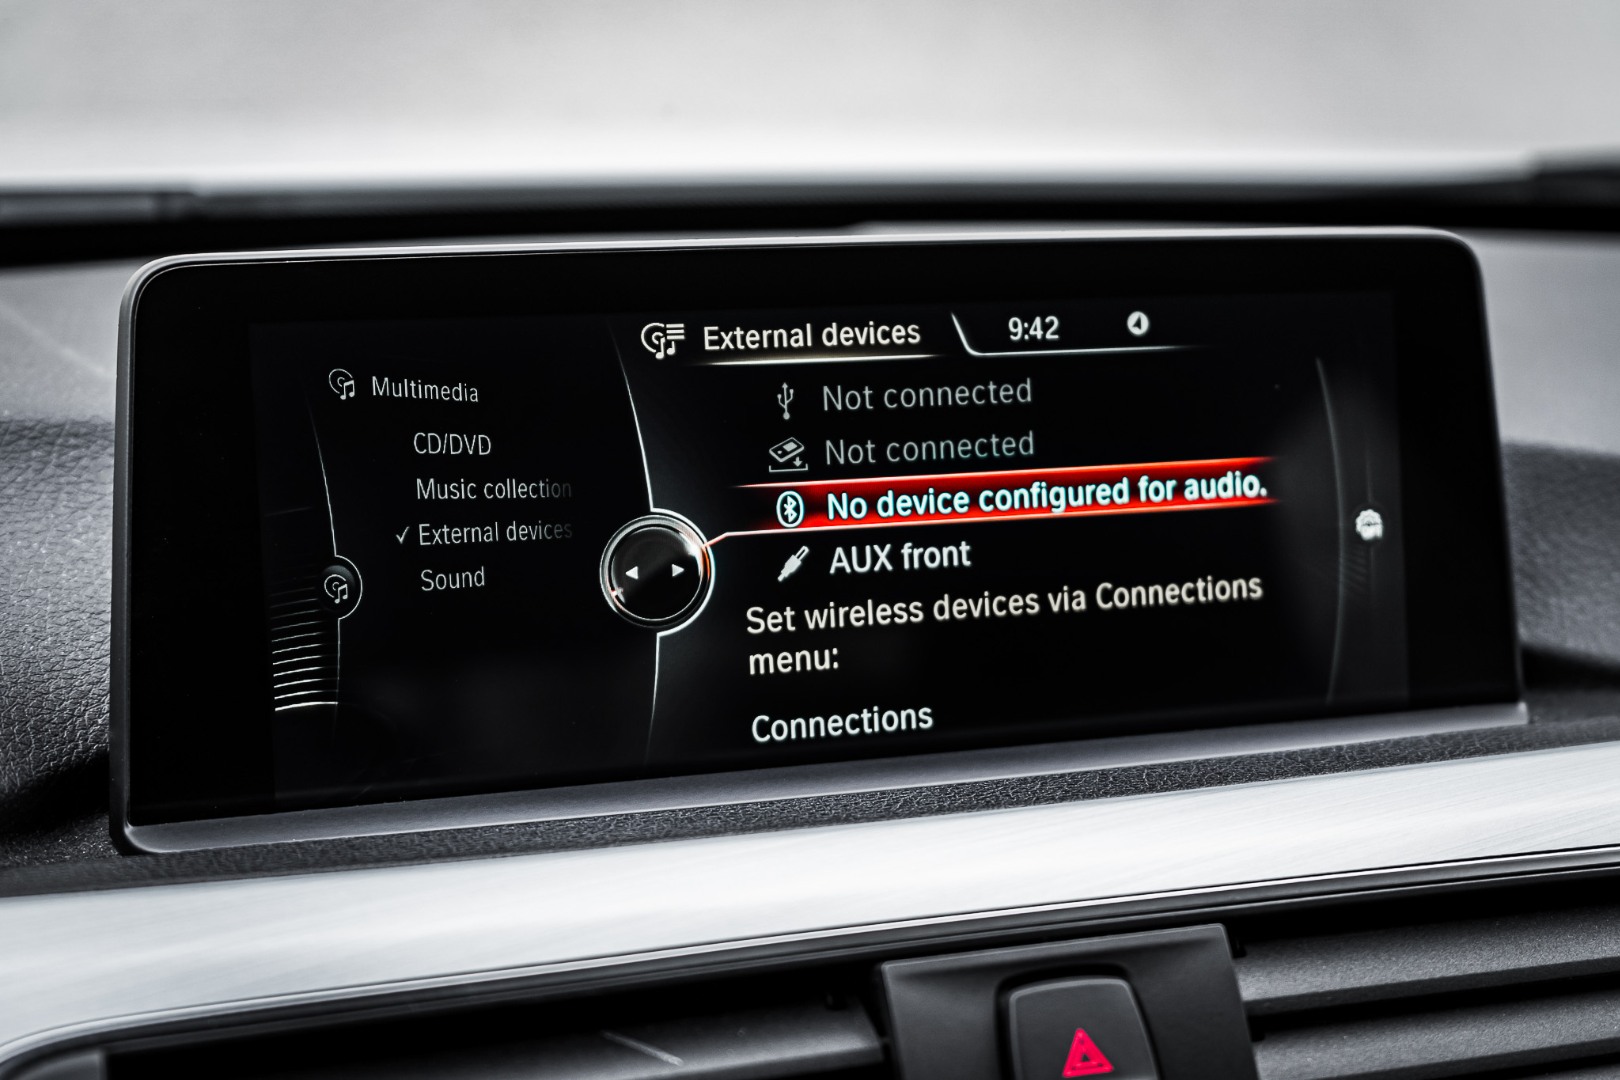 External devices
9:42
Multimedia
CD/DVD
Music collection
External devices
Sound
Not connected
Not connected
No device configured for audio.
AUX front
Set wireless devices via Connections
menu:
Connections